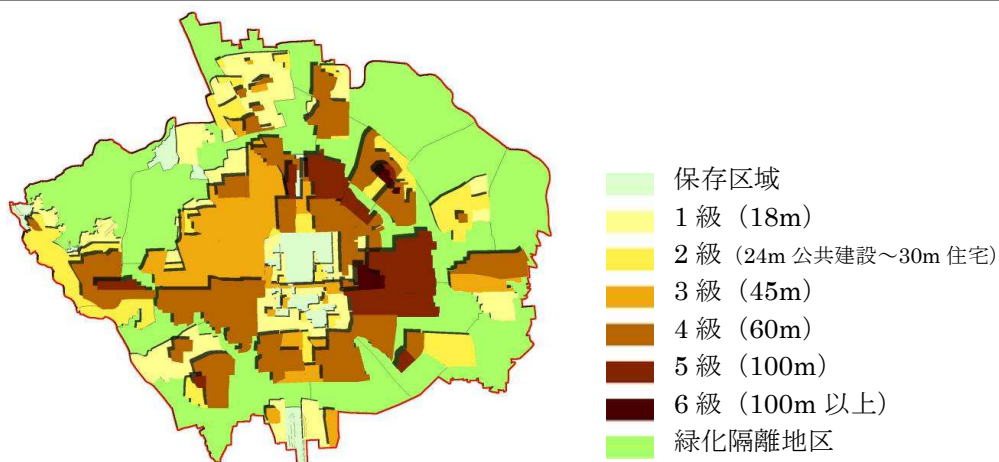 保存区域
1 級（18m）
2 級（24m 公共建設～30m 住宅）
3 級（45m）
4 級（60m）
5 級（100m）
6 級（100m 以上）
緑化隔離地区